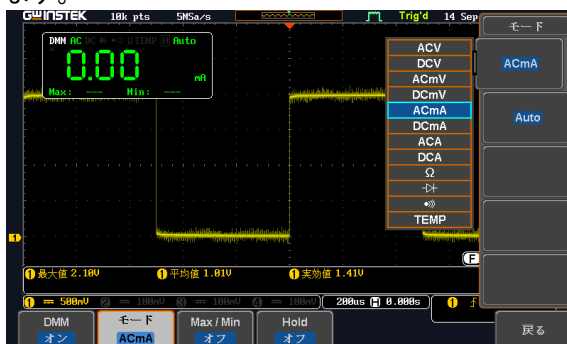 GWINSTEK 10k pts 5MSa/s Trig'd 14 Sep
DMM AC DC TEMP H Auto
0.00 mA
Max: --- Min: ---
モード
ACmA
Auto
ACV
DCV
ACmV
DCmV
ACmA
DCmA
ACA
DCA
Ω
TEMP
1
F
1 最大値 2.10V 1 平均値 1.01V 1 実効値 1.41V
1 500mV 2 100mV 3 100mV 4 100mV 200us H 0.000s 1
DMM モード Max / Min Hold 戻る
オン ACmA オフ オフ